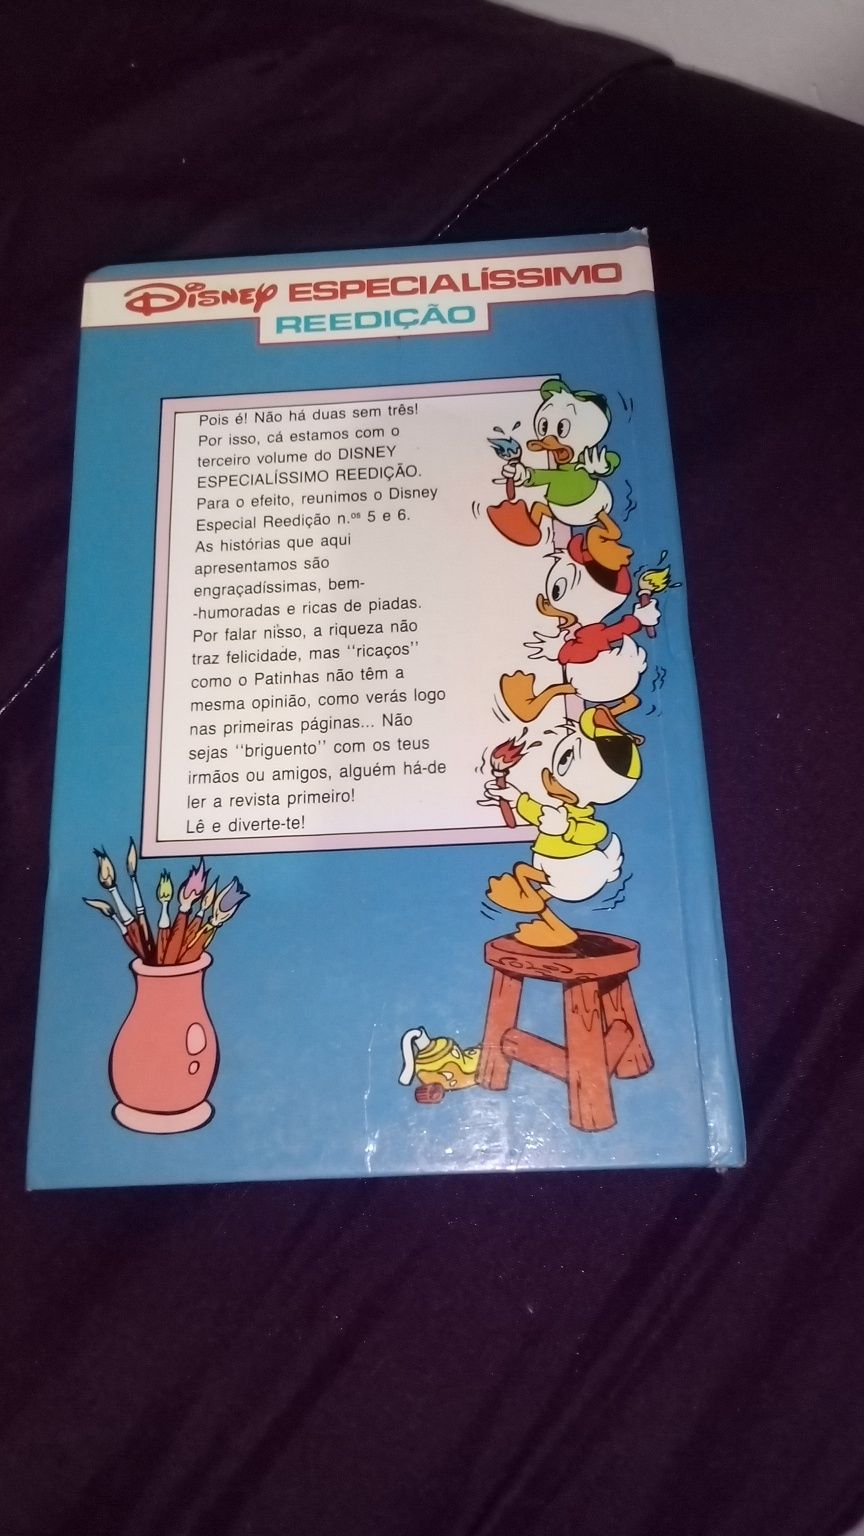 DISNEY ESPECIALÍSSIMO
REEDIÇÃO
Pois é! Não há duas sem três!
Por isso, cá estamos com o
terceiro volume do DISNEY
ESPECIALÍSSIMO REEDIÇÃO.
Para o efeito, reunimos o Disney
Especial Reedição n.ºˢ 5 e 6.
As histórias que aqui
apresentamos são
engraçadíssimas, bem-
-humoradas e ricas de piadas.
Por falar nisso, a riqueza não
traz felicidade, mas ''ricaços''
como o Patinhas não têm a
mesma opinião, como verás logo
nas primeiras páginas... Não
sejas ''briguento'' com os teus
irmãos ou amigos, alguém há-de
ler a revista primeiro!
Lê e diverte-te!